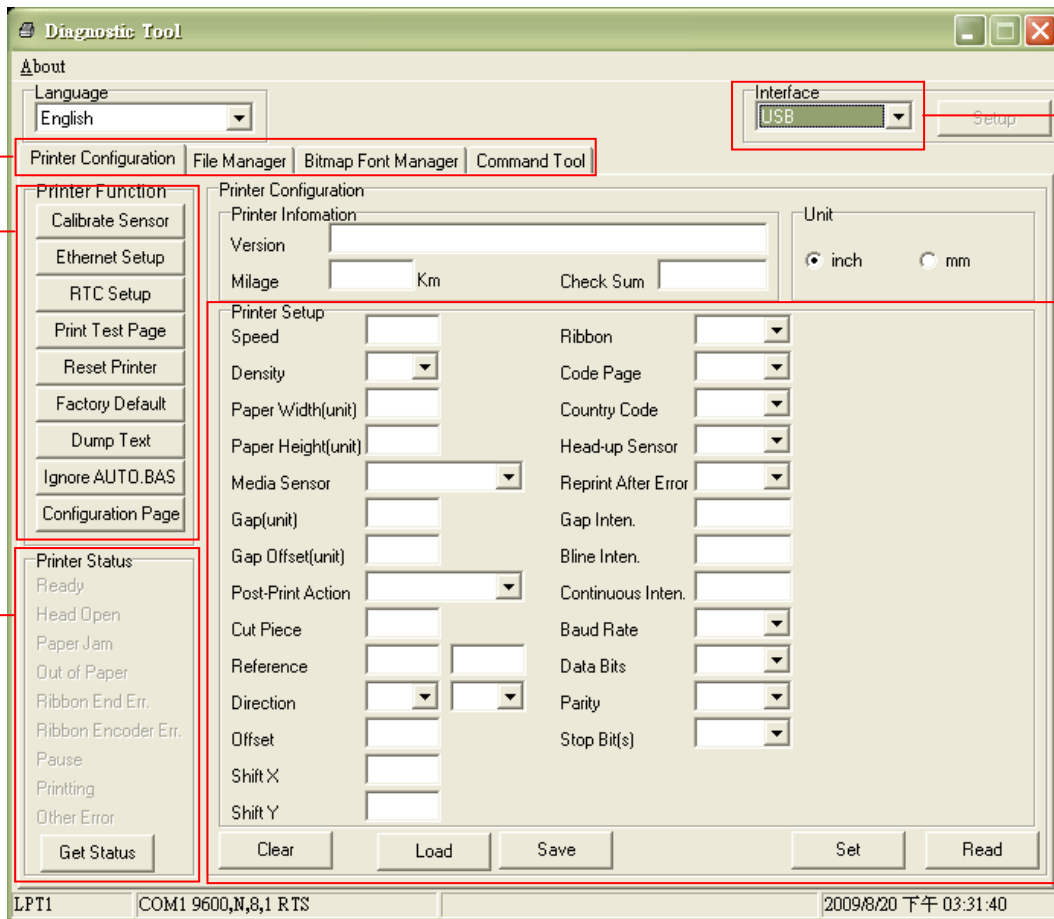 Diagnostic Tool
About
Language
English
Interface
USB
Setup
Printer Configuration
File Manager
Bitmap Font Manager
Command Tool
Printer Function
Calibrate Sensor
Ethernet Setup
RTC Setup
Print Test Page
Reset Printer
Factory Default
Dump Text
Ignore AUTO.BAS
Configuration Page
Printer Status
Ready
Head Open
Paper Jam
Out of Paper
Ribbon End Err.
Ribbon Encoder Err.
Pause
Printting
Other Error
Get Status
Printer Configuration
Printer Infomation
Version
Milage
Km
Check Sum
Unit
inch
mm
Printer Setup
Speed
Density
Paper Width(unit)
Paper Height(unit)
Media Sensor
Gap(unit)
Gap Offset(unit)
Post-Print Action
Cut Piece
Reference
Direction
Offset
Shift X
Shift Y
Ribbon
Code Page
Country Code
Head-up Sensor
Reprint After Error
Gap Inten.
Bline Inten.
Continuous Inten.
Baud Rate
Data Bits
Parity
Stop Bit(s)
Clear
Load
Save
Set
Read
LPT1
COM1 9600,N,8,1 RTS
2009/8/20 下午 03:31:40